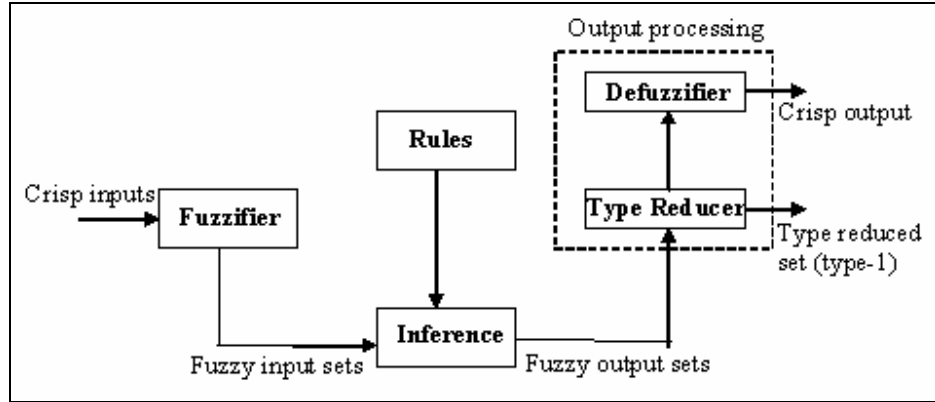 Output processing
Defuzzifier
Crisp output
Rules
Crisp inputs
Fuzzifier
Type Reducer
Type reduced
set (type-1)
Inference
Fuzzy input sets
Fuzzy output sets